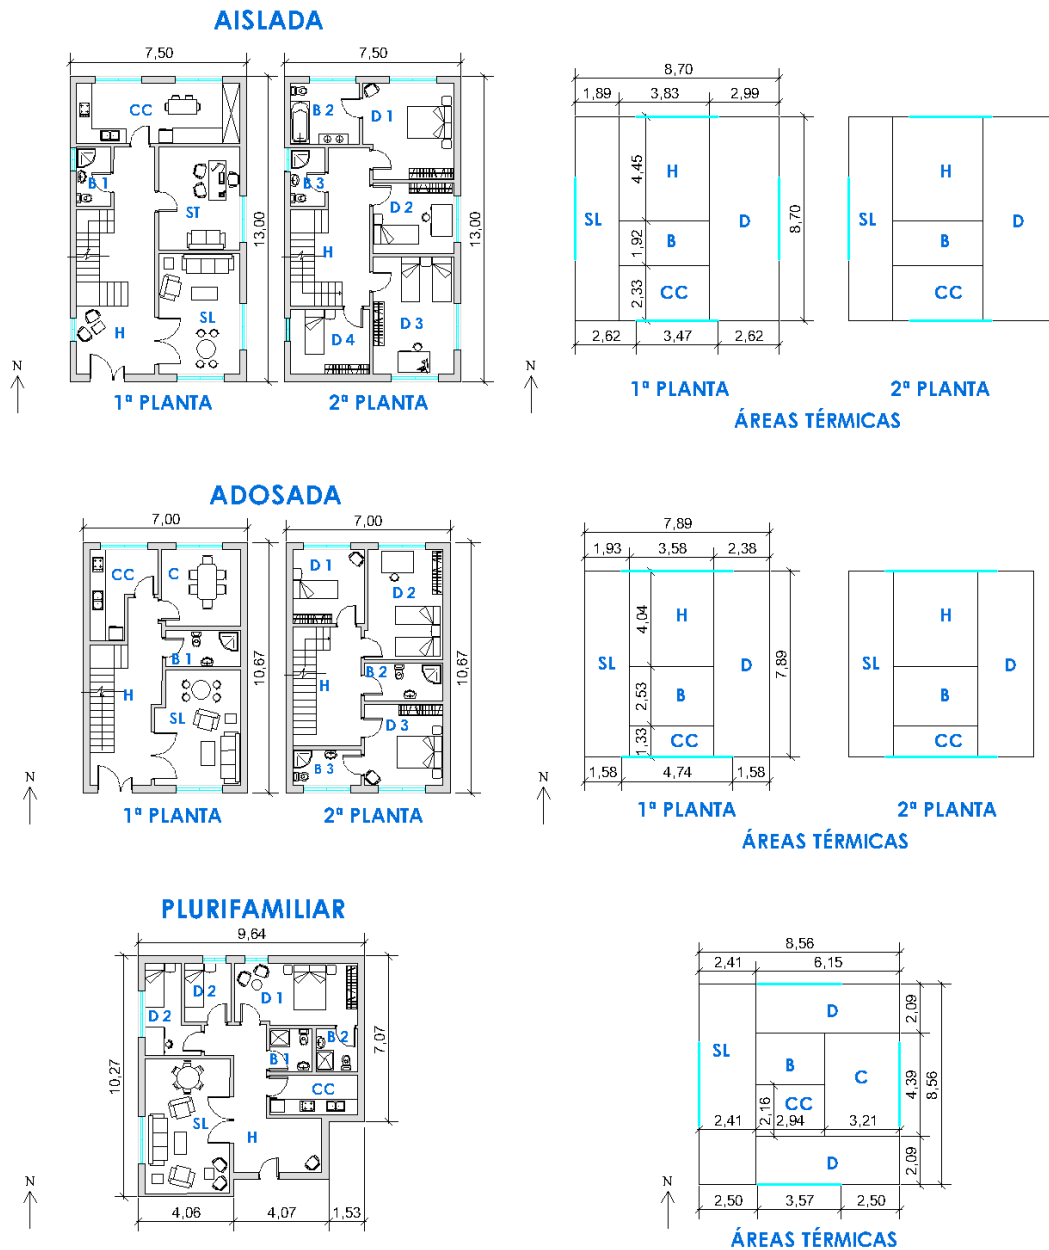 AISLADA
7,50
7,50
CC
B 1
ST
SL
H
13,00
B 2
D 1
B 3
D 2
H
D 3
D 4
13,00
N
1ª PLANTA
2ª PLANTA
8,70
1,89
3,83
2,99
4,45
H
SL
1,92
B
D
2,33
CC
8,70
2,62
3,47
2,62
H
SL
B
D
CC
N
1ª PLANTA
2ª PLANTA
ÁREAS TÉRMICAS
ADOSADA
7,00
7,00
CC
C
B 1
H
SL
10,67
D 1
D 2
B 2
H
D 3
B 3
10,67
N
1ª PLANTA
2ª PLANTA
7,89
1,93
3,58
2,38
4,04
H
SL
D
2,53
B
1,33
CC
7,89
1,58
4,74
1,58
H
SL
D
B
CC
N
1ª PLANTA
2ª PLANTA
ÁREAS TÉRMICAS
PLURIFAMILIAR
9,64
D 2
D 2
D 1
B 1
B 2
CC
SL
H
10,27
7,07
4,06
4,07
1,53
N
8,56
2,41
6,15
D
2,09
SL
B
C
4,39
8,56
CC
2,16
2,41
2,94
3,21
D
2,09
2,50
3,57
2,50
N
ÁREAS TÉRMICAS